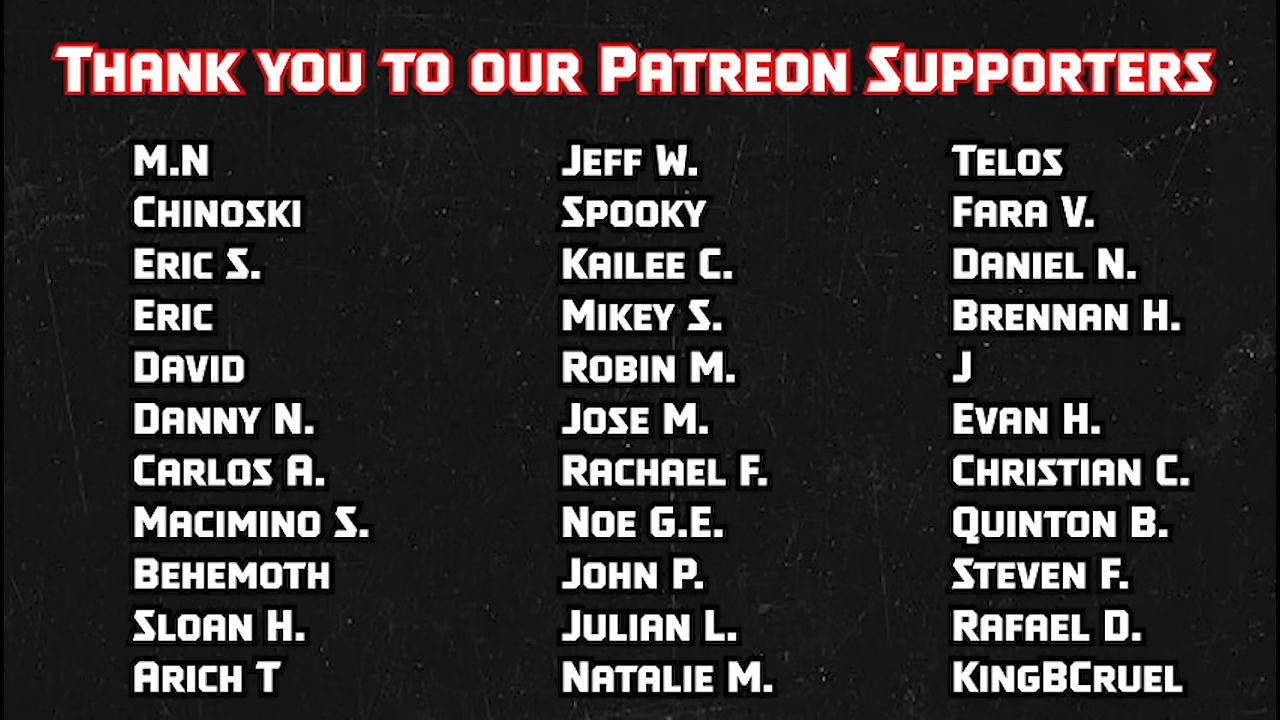 Thank you to our Patreon Supporters
M.N
Chinoski
Eric S.
Eric
David
Danny N.
Carlos A.
Macimino S.
Behemoth
Sloan H.
Arich T
Jeff W.
Spooky
Kailee C.
Mikey S.
Robin M.
Jose M.
Rachael F.
Noe G.E.
John P.
Julian L.
Natalie M.
Telos
Fara V.
Daniel N.
Brennan H.
J
Evan H.
Christian C.
Quinton B.
Steven F.
Rafael D.
KingBCruel